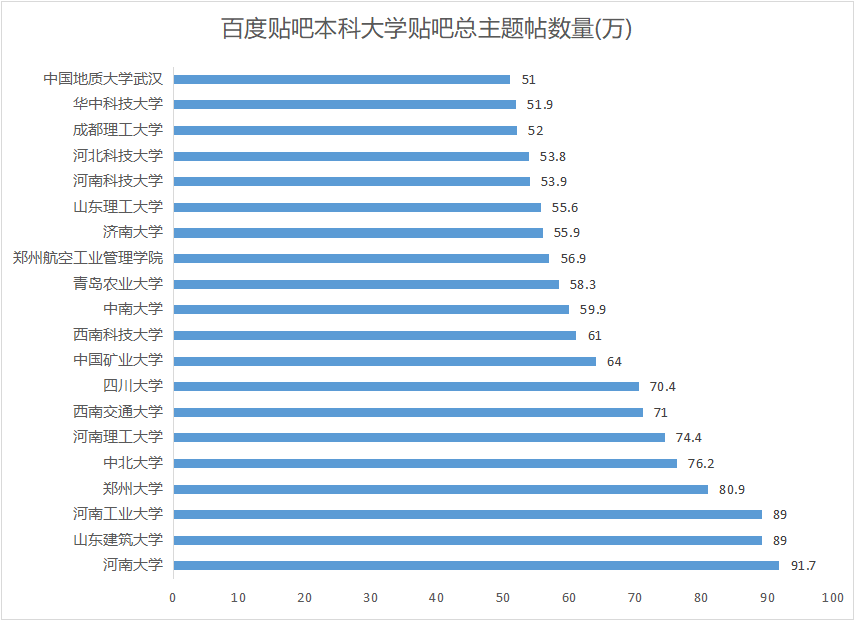 百度贴吧本科大学贴吧总主题帖数量(万)
中国地质大学武汉 51
华中科技大学 51.9
成都理工大学 52
河北科技大学 53.8
河南科技大学 53.9
山东理工大学 55.6
济南大学 55.9
郑州航空工业管理学院 56.9
青岛农业大学 58.3
中南大学 59.9
西南科技大学 61
中国矿业大学 64
四川大学 70.4
西南交通大学 71
河南理工大学 74.4
中北大学 76.2
郑州大学 80.9
河南工业大学 89
山东建筑大学 89
河南大学 91.7
0 10 20 30 40 50 60 70 80 90 100